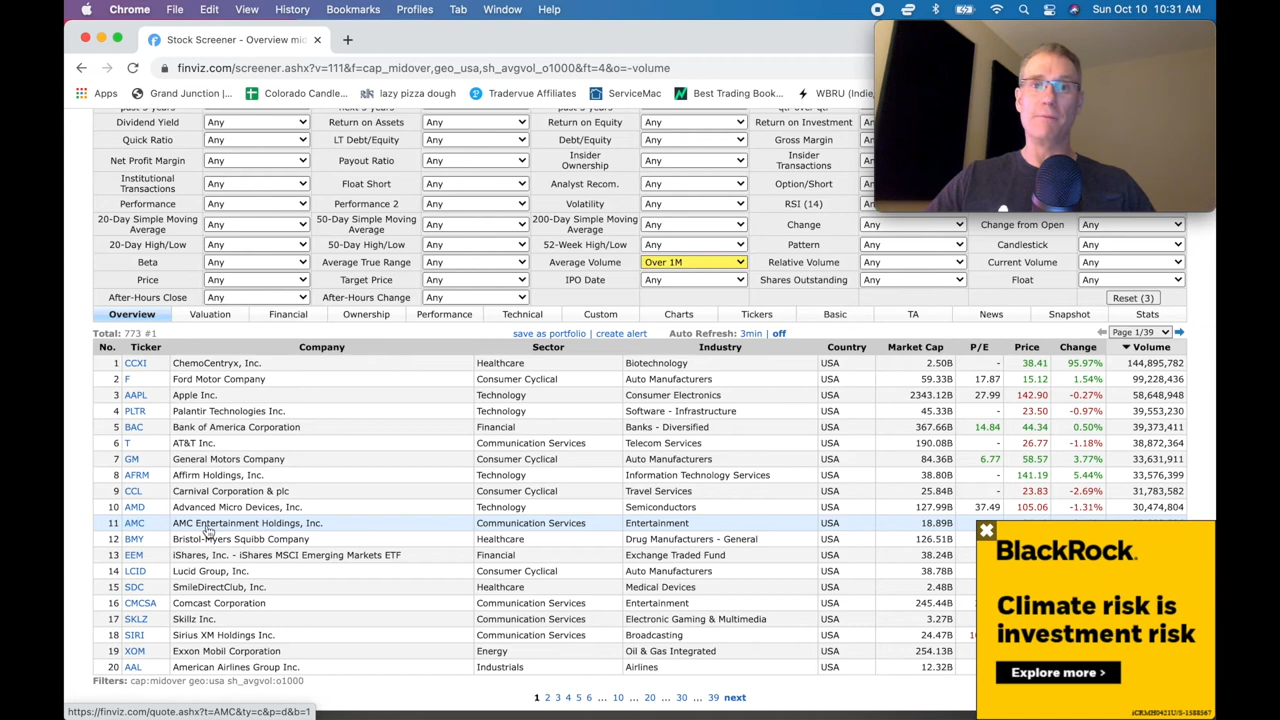 Chrome File Edit View History Bookmarks Profiles Tab Window Help Sun Oct 10 10:31 AM
Stock Screener - Overview mid
finviz.com/screener.ashx?v=111&f=cap_midover,geo_usa,sh_avgvol_o1000&ft=4&o=-volume
Apps Grand Junction |... Colorado Candle... lazy pizza dough Tradervue Affiliates ServiceMac Best Trading Book... WBRU (Indie,
Dividend Yield Any Return on Assets Any Return on Equity Any Return on Investment
Quick Ratio Any LT Debt/Equity Any Debt/Equity Any Gross Margin
Net Profit Margin Any Payout Ratio Any Insider Ownership Any Insider Transactions
Institutional Transactions Any Float Short Any Analyst Recom. Any Option/Short
Performance Any Performance 2 Any Volatility Any RSI (14)
20-Day Simple Moving Average Any 50-Day Simple Moving Average Any 200-Day Simple Moving Average Any Change Any Change from Open Any
20-Day High/Low Any 50-Day High/Low Any 52-Week High/Low Any Pattern Any Candlestick Any
Beta Any Average True Range Any Average Volume Over 1M Relative Volume Any Current Volume Any
Price Any Target Price Any IPO Date Any Shares Outstanding Any Float Any
After-Hours Close Any After-Hours Change Any Reset (3)
Overview Valuation Financial Ownership Performance Technical Custom Charts Tickers Basic TA News Snapshot Stats
Total: 773 #1 save as portfolio | create alert Auto Refresh: 3min | off Page 1/39
No. Ticker Company Sector Industry Country Market Cap P/E Price Change Volume
1 CCXI ChemoCentryx, Inc. Healthcare Biotechnology USA 2.50B - 38.41 95.97% 144,895,782
2 F Ford Motor Company Consumer Cyclical Auto Manufacturers USA 59.33B 17.87 15.12 1.54% 99,228,436
3 AAPL Apple Inc. Technology Consumer Electronics USA 2343.12B 27.99 142.90 -0.27% 58,648,948
4 PLTR Palantir Technologies Inc. Technology Software - Infrastructure USA 45.33B - 23.50 -0.97% 39,553,230
5 BAC Bank of America Corporation Financial Banks - Diversified USA 367.66B 14.84 44.34 0.50% 39,373,411
6 T AT&T Inc. Communication Services Telecom Services USA 190.08B - 26.77 -1.18% 38,872,364
7 GM General Motors Company Consumer Cyclical Auto Manufacturers USA 84.36B 6.77 58.57 3.77% 33,631,911
8 AFRM Affirm Holdings, Inc. Technology Information Technology Services USA 38.80B - 141.19 5.44% 33,576,399
9 CCL Carnival Corporation & plc Consumer Cyclical Travel Services USA 25.84B - 23.83 -2.69% 31,783,582
10 AMD Advanced Micro Devices, Inc. Technology Semiconductors USA 127.99B 37.49 105.06 -1.31% 30,474,804
11 AMC AMC Entertainment Holdings, Inc. Communication Services Entertainment USA 18.89B
12 BMY Bristol-Myers Squibb Company Healthcare Drug Manufacturers - General USA 126.51B
13 EEM iShares, Inc. - iShares MSCI Emerging Markets ETF Financial Exchange Traded Fund USA 38.24B
14 LCID Lucid Group, Inc. Consumer Cyclical Auto Manufacturers USA 38.78B
15 SDC SmileDirectClub, Inc. Healthcare Medical Devices USA 2.48B
16 CMCSA Comcast Corporation Communication Services Entertainment USA 245.44B
17 SKLZ Skillz Inc. Communication Services Electronic Gaming & Multimedia USA 3.27B
18 SIRI Sirius XM Holdings Inc. Communication Services Broadcasting USA 24.47B
19 XOM Exxon Mobil Corporation Energy Oil & Gas Integrated USA 254.13B
20 AAL American Airlines Group Inc. Industrials Airlines USA 12.32B
Filters: cap:midover geo:usa sh_avgvol:o1000
1 2 3 4 5 6 ... 10 ... 20 ... 30 ... 39 next
https://finviz.com/quote.ashx?t=AMC&ty=c&p=d&b=1
BlackRock.
Climate risk is
investment risk
Explore more >
iCRMH0421U/S-1588567